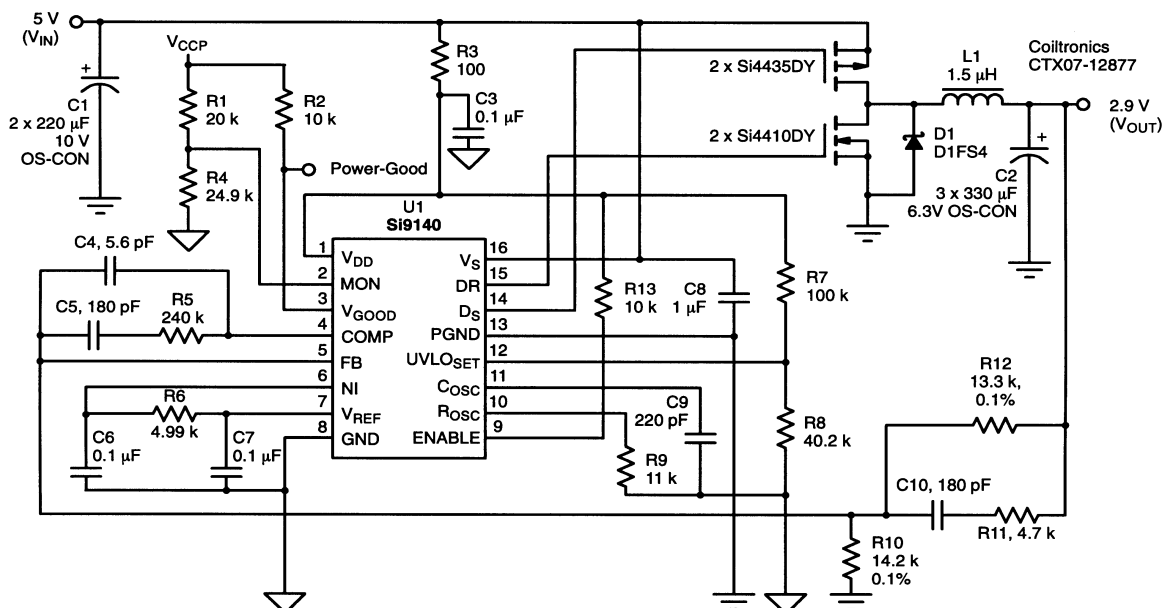 5 V
(VIN)
C1
2 x 220 µF
10 V
OS-CON
VCCP
R1
20 k
R2
10 k
R4
24.9 k
Power-Good
R3
100
C3
0.1 µF
2 x Si4435DY
2 x Si4410DY
D1
D1FS4
L1
1.5 µH
Coiltronics
CTX07-12877
2.9 V
(VOUT)
C2
3 x 330 µF
6.3V OS-CON
U1
Si9140
1
VDD
2
MON
3
VGOOD
4
COMP
5
FB
6
NI
7
VREF
8
GND
16
VS
15
DR
14
DS
13
PGND
12
UVLOSET
11
COSC
10
ROSC
9
ENABLE
C4, 5.6 pF
C5, 180 pF
R5
240 k
R6
4.99 k
C6
0.1 µF
C7
0.1 µF
R13
10 k
C8
1 µF
R7
100 k
C9
220 pF
R8
40.2 k
R9
11 k
R12
13.3 k,
0.1%
C10, 180 pF
R11, 4.7 k
R10
14.2 k
0.1%